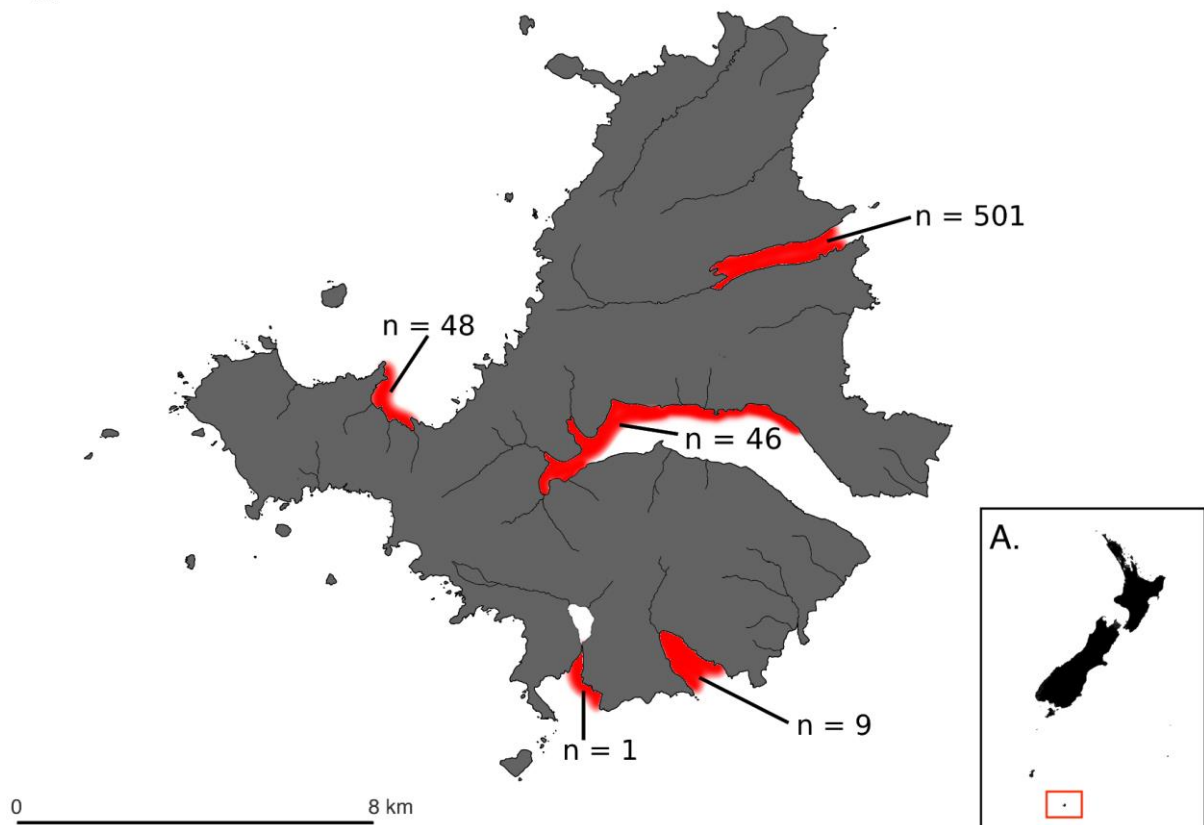 n = 501
n = 48
n = 46
A.
n = 9
n = 1
0
8 km